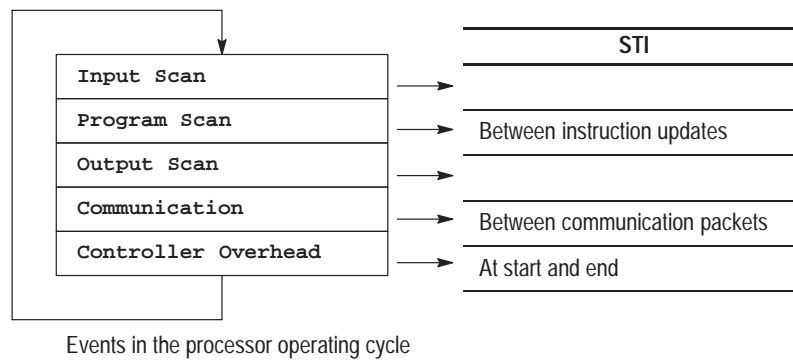 STI
Input Scan
Program Scan
Between instruction updates
Output Scan
Communication
Between communication packets
Controller Overhead
At start and end
Events in the processor operating cycle